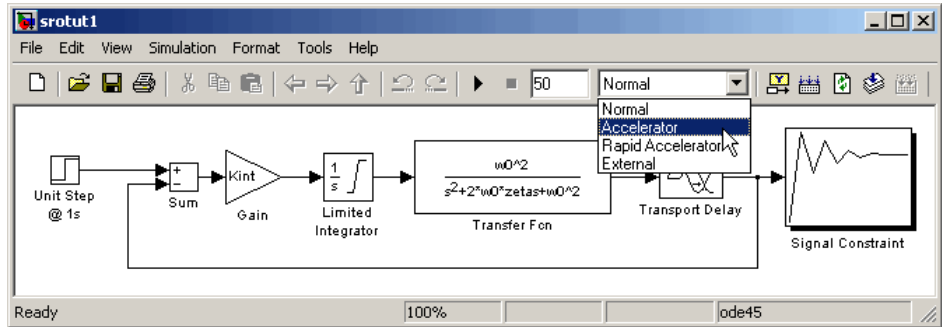 srotut1
File Edit View Simulation Format Tools Help
50 Normal
Normal
Accelerator
Rapid Accelerator
External
Unit Step
@ 1s
+
−
Sum
Kint
Gain
1
s
Limited
Integrator
w0^2
s^2+2*w0*zetas+w0^2
Transfer Fcn
Transport Delay
Signal Constraint
Ready 100% ode45